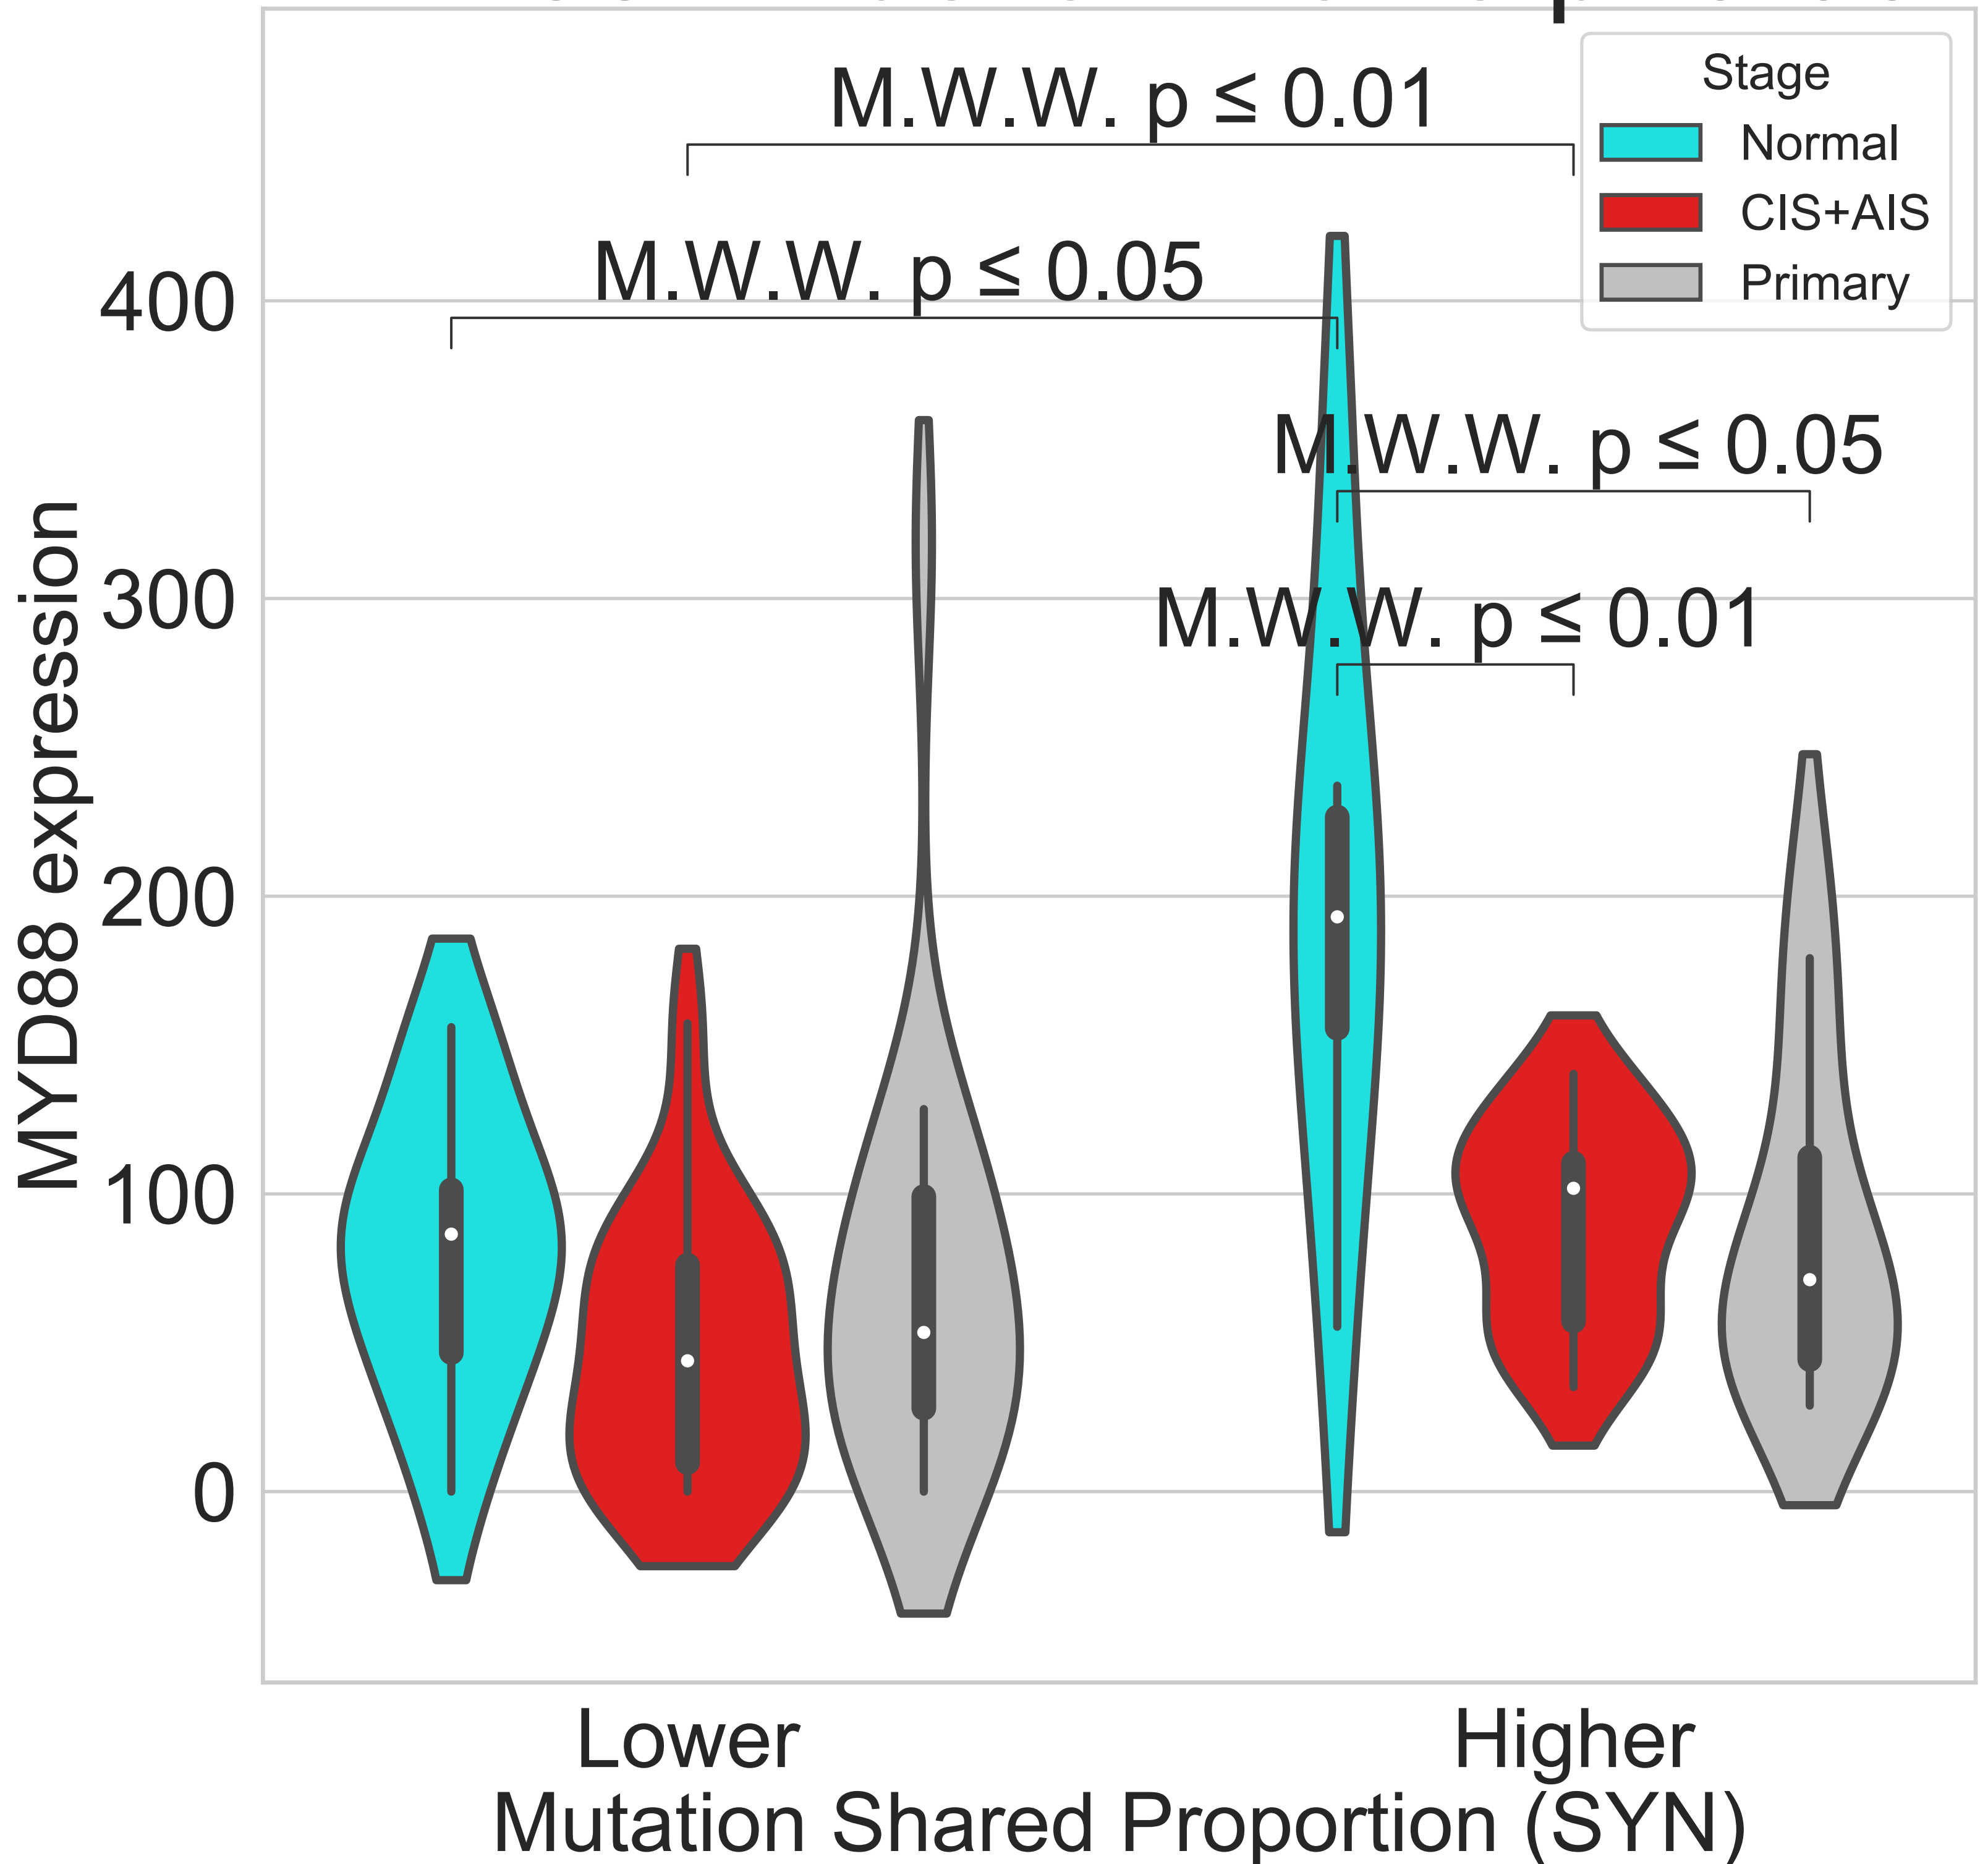 M.W.W. p ≤ 0.01
Stage
Normal
CIS+AIS
Primary
M.W.W. p ≤ 0.05
M.W.W. p ≤ 0.05
M.W.W. p ≤ 0.01
MYD88 expression
400
300
200
100
0
Lower
Higher
Mutation Shared Proportion (SYN)